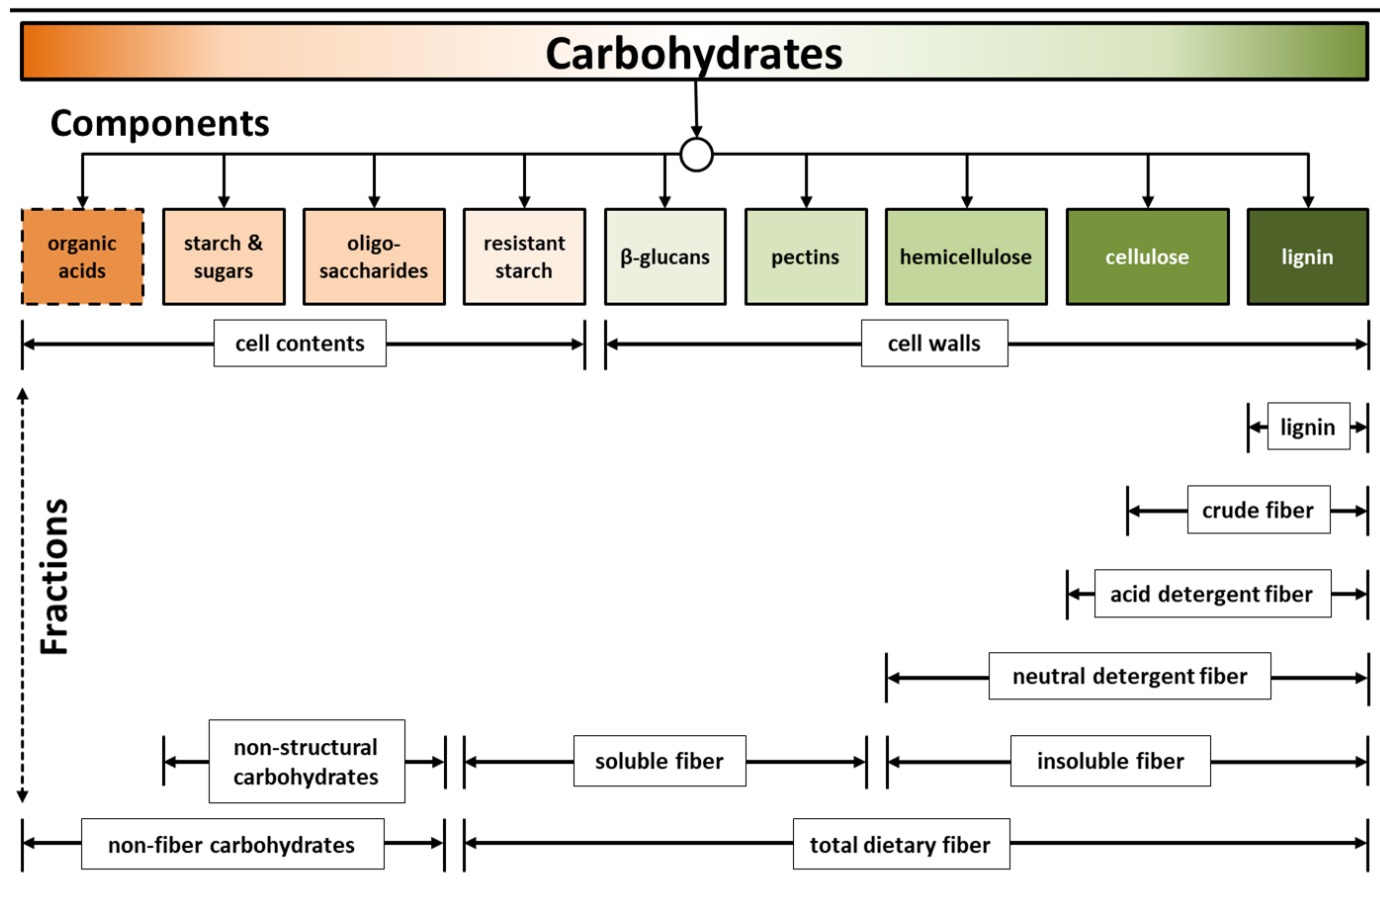 Carbohydrates
Components
organic
acids
starch &
sugars
oligo-
saccharides
resistant
starch
β-glucans
pectins
hemicellulose
cellulose
lignin
cell contents
cell walls
lignin
crude fiber
acid detergent fiber
neutral detergent fiber
Fractions
non-structural
carbohydrates
soluble fiber
insoluble fiber
non-fiber carbohydrates
total dietary fiber